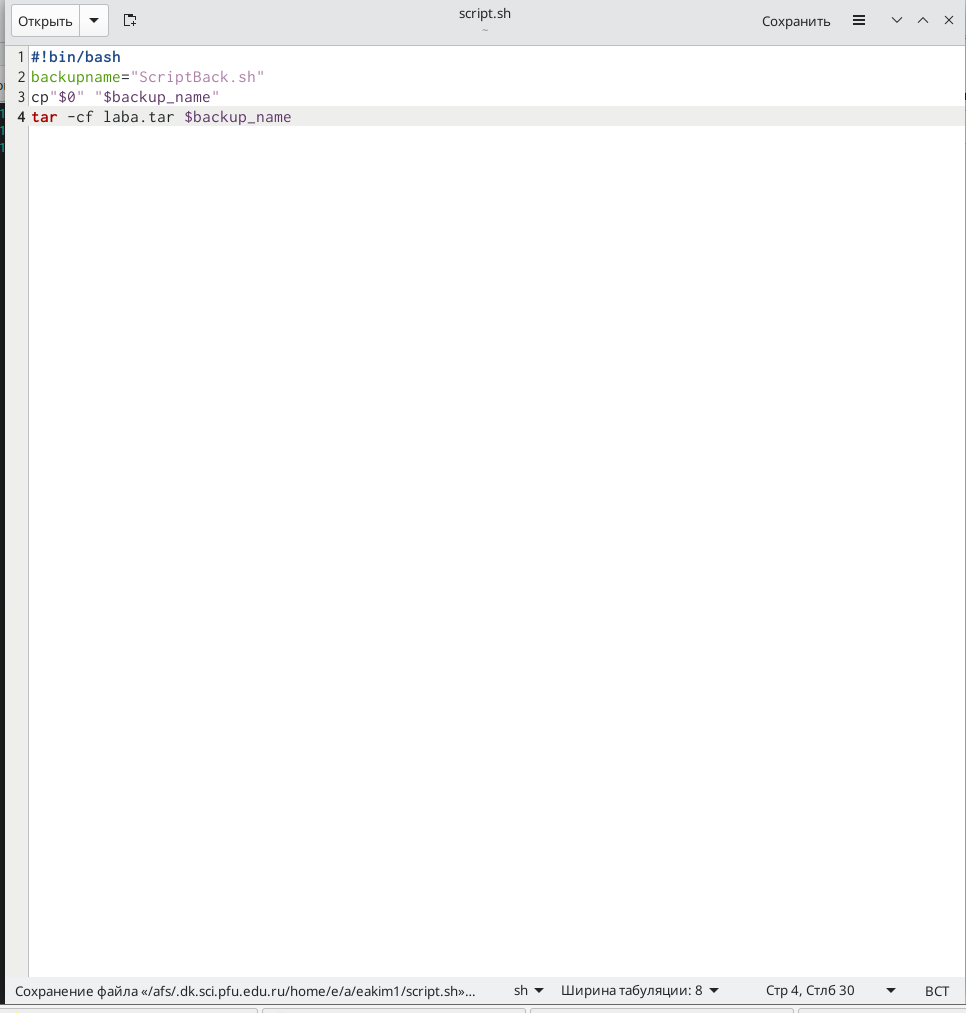 Открыть
script.sh
~
Сохранить
1 #!bin/bash
2 backupname="ScriptBack.sh"
3 cp"$0" "$backup_name"
4 tar -cf laba.tar $backup_name
Сохранение файла «/afs/.dk.sci.pfu.edu.ru/home/e/a/eakim1/script.sh»…
sh
Ширина табуляции: 8
Стр 4, Стлб 30
ВСТ